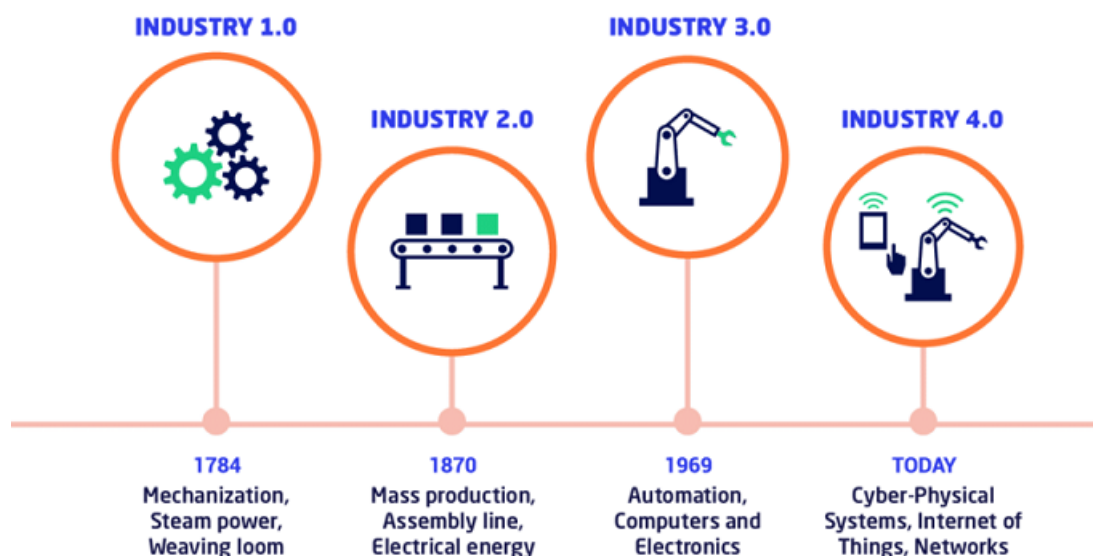 INDUSTRY 1.0
INDUSTRY 2.0
INDUSTRY 3.0
INDUSTRY 4.0
1784
Mechanization,
Steam power,
Weaving loom
1870
Mass production,
Assembly line,
Electrical energy
1969
Automation,
Computers and
Electronics
TODAY
Cyber-Physical
Systems, Internet of
Things, Networks